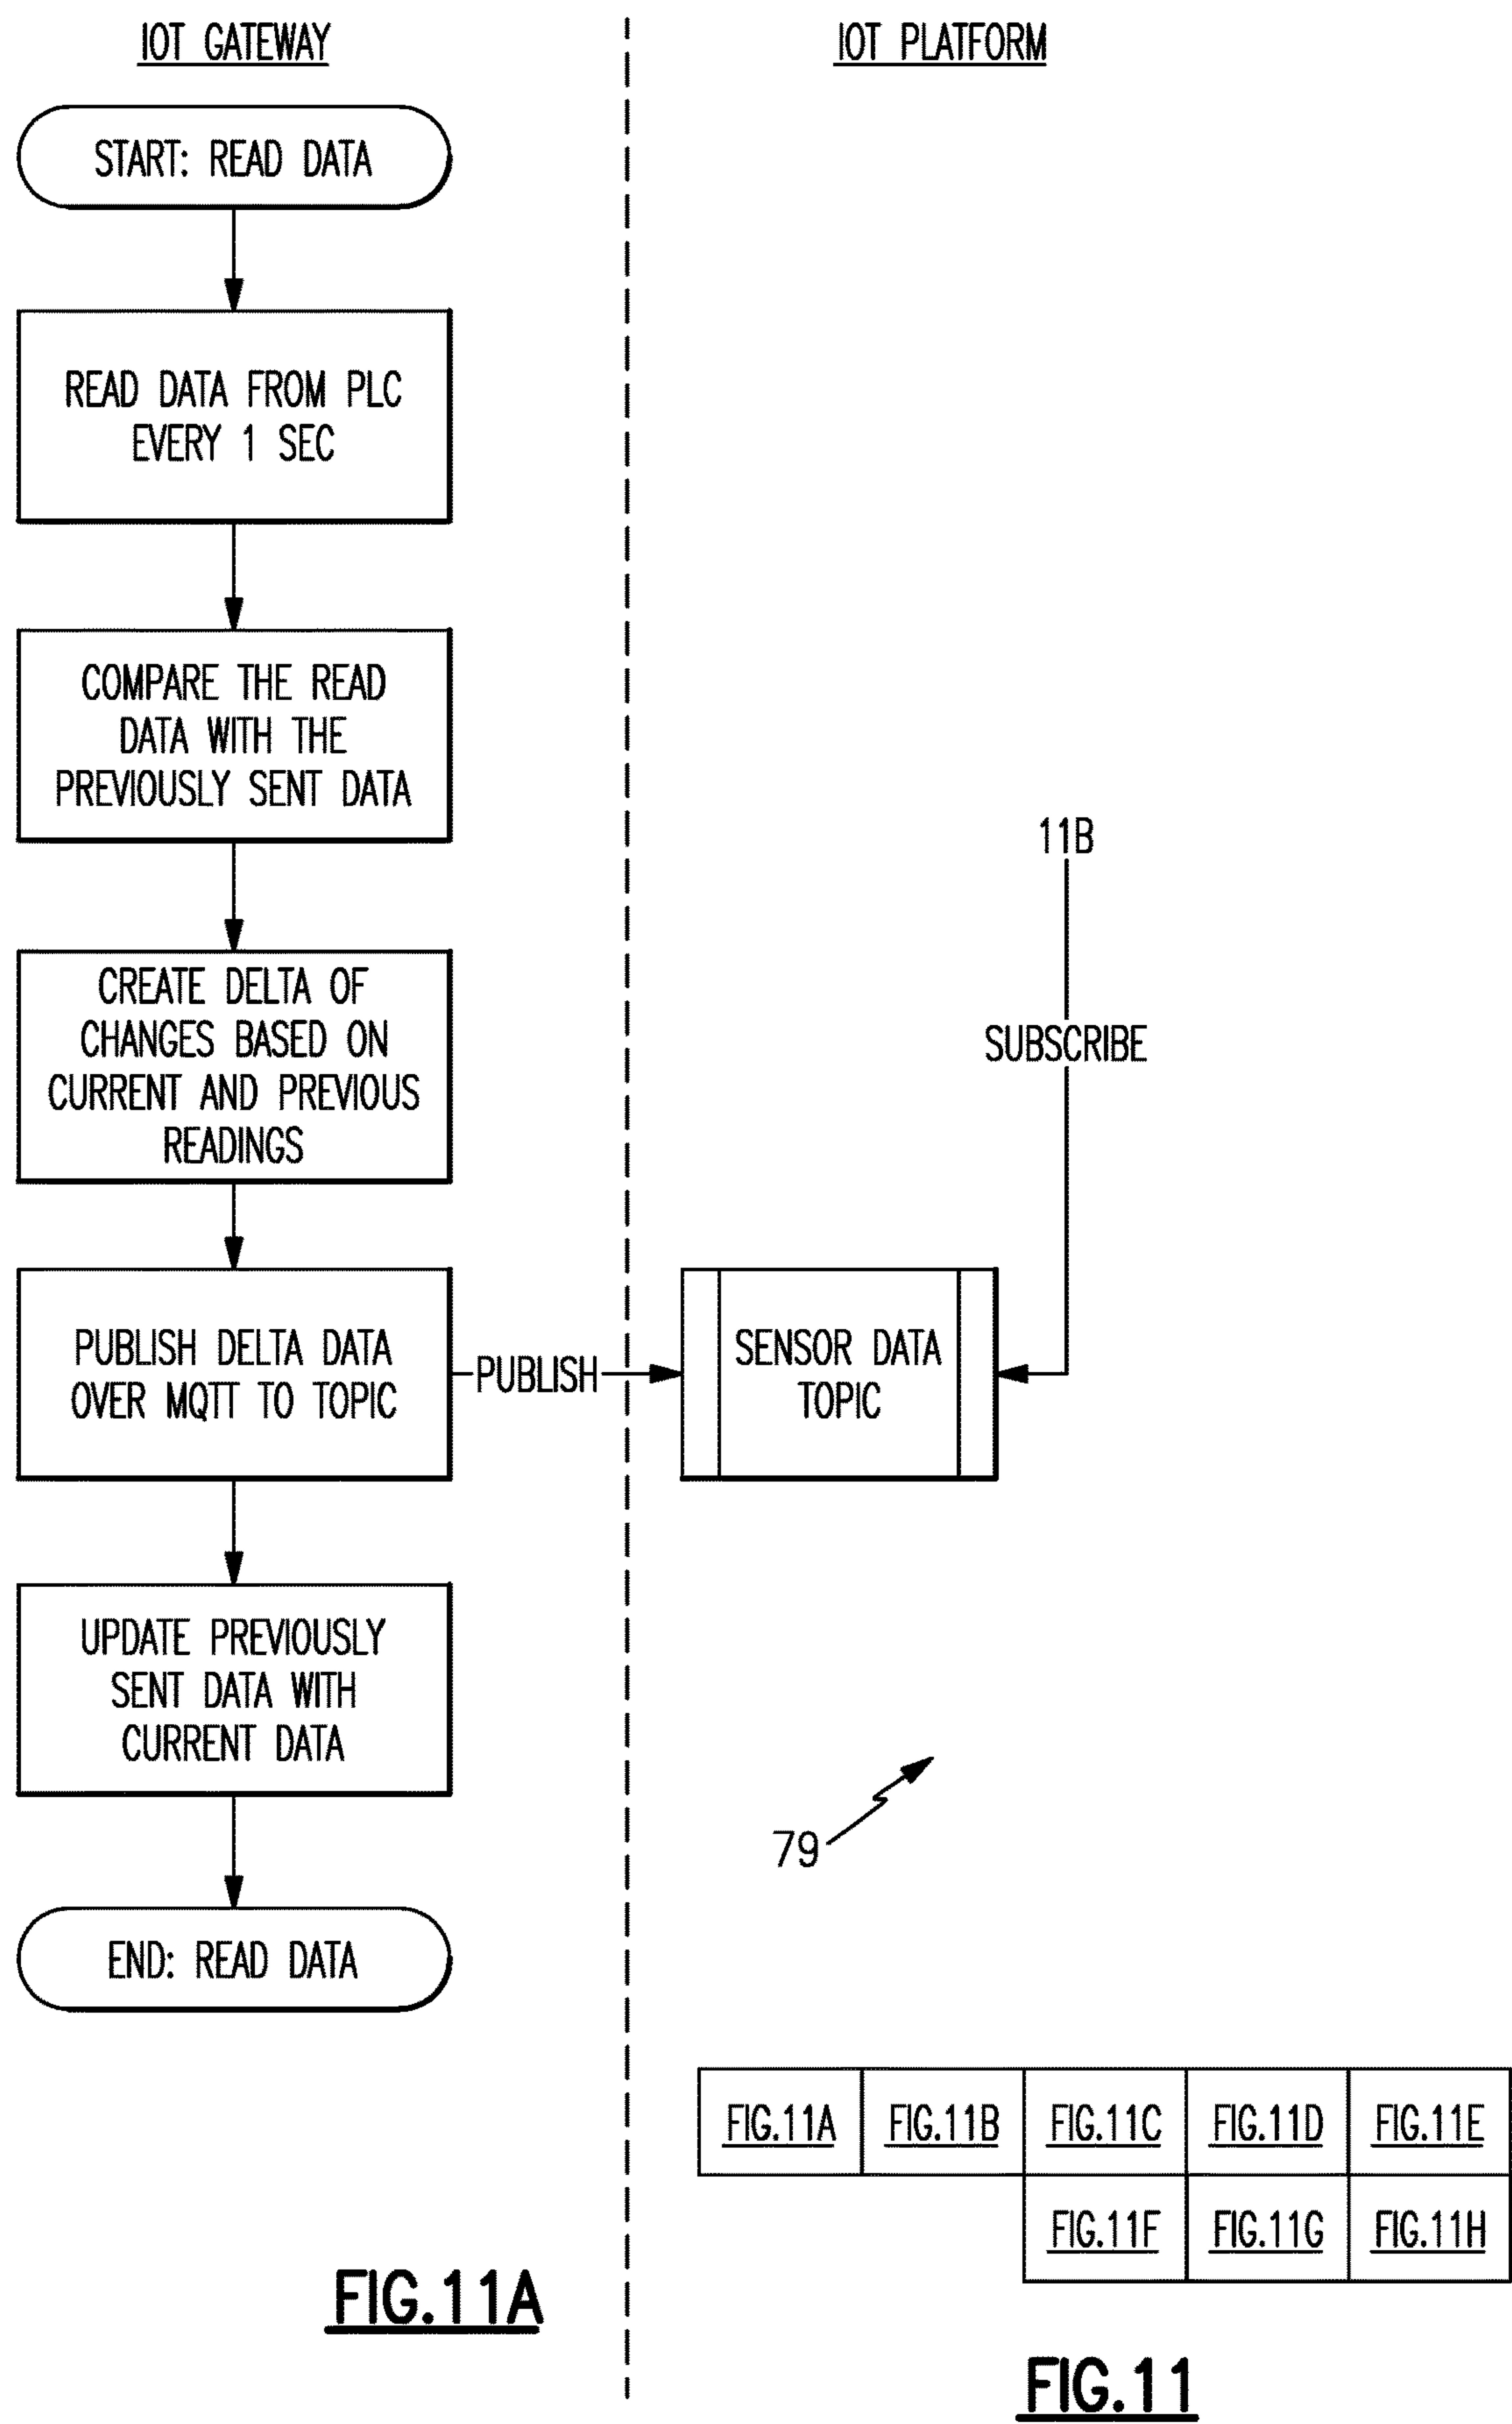 IOT GATEWAY
IOT PLATFORM
START: READ DATA
READ DATA FROM PLC
EVERY 1 SEC
COMPARE THE READ
DATA WITH THE
PREVIOUSLY SENT DATA
11B
CREATE DELTA OF
CHANGES BASED ON
CURRENT AND PREVIOUS
READINGS
SUBSCRIBE
PUBLISH DELTA DATA
OVER MQTT TO TOPIC
PUBLISH
SENSOR DATA
TOPIC
UPDATE PREVIOUSLY
SENT DATA WITH
CURRENT DATA
79
END: READ DATA
FIG.11A
FIG.11B
FIG.11C
FIG.11D
FIG.11E
FIG.11F
FIG.11G
FIG.11H
FIG.11A
FIG.11